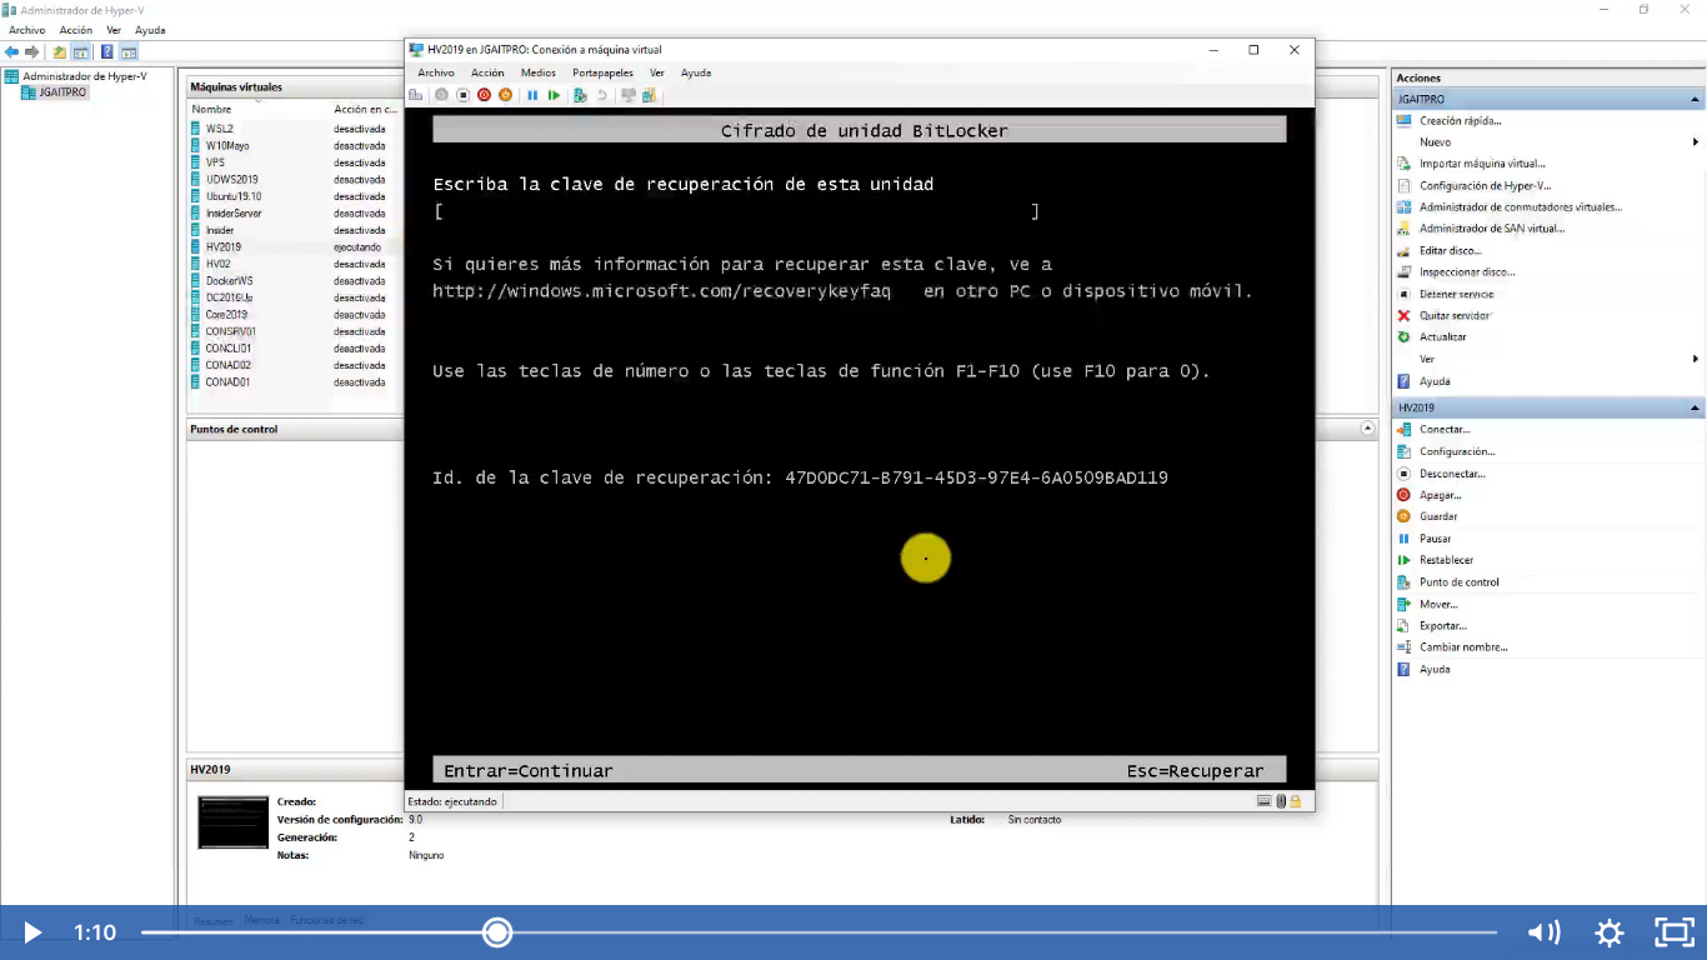 Administrador de Hyper-V
Archivo Acción Ver Ayuda
Administrador de Hyper-V
JGAITPRO
Máquinas virtuales
Nombre Acción en c...
WSL2 desactivada
W10Mayo desactivada
VPS desactivada
UDWS2019 desactivada
Ubuntu19.10 desactivada
InsiderServer desactivada
Insider desactivada
HV2019 ejecutando
HV02 desactivada
DockerWS desactivada
DC2016Up desactivada
Core2019 desactivada
CONSRV01 desactivada
CONCLI01 desactivada
CONAD02 desactivada
CONAD01 desactivada
Puntos de control
HV2019
Creado:
Versión de configuración: 9.0
Generación: 2
Notas: Ninguno
Latido: Sin contacto
Resumen Memoria Funciones de red
HV2019 en JGAITPRO: Conexión a máquina virtual
Archivo Acción Medios Portapapeles Ver Ayuda
Cifrado de unidad BitLocker
Escriba la clave de recuperación de esta unidad
[ ]
Si quieres más información para recuperar esta clave, ve a
http://windows.microsoft.com/recoverykeyfaq en otro PC o dispositivo móvil.
Use las teclas de número o las teclas de función F1-F10 (use F10 para 0).
Id. de la clave de recuperación: 47D0DC71-B791-45D3-97E4-6A0509BAD119
Entrar=Continuar Esc=Recuperar
Estado: ejecutando
Acciones
JGAITPRO
Creación rápida...
Nuevo
Importar máquina virtual...
Configuración de Hyper-V...
Administrador de conmutadores virtuales...
Administrador de SAN virtual...
Editar disco...
Inspeccionar disco...
Detener servicio
Quitar servidor
Actualizar
Ver
Ayuda
HV2019
Conectar...
Configuración...
Desconectar...
Apagar...
Guardar
Pausar
Restablecer
Punto de control
Mover...
Exportar...
Cambiar nombre...
Ayuda
1:10